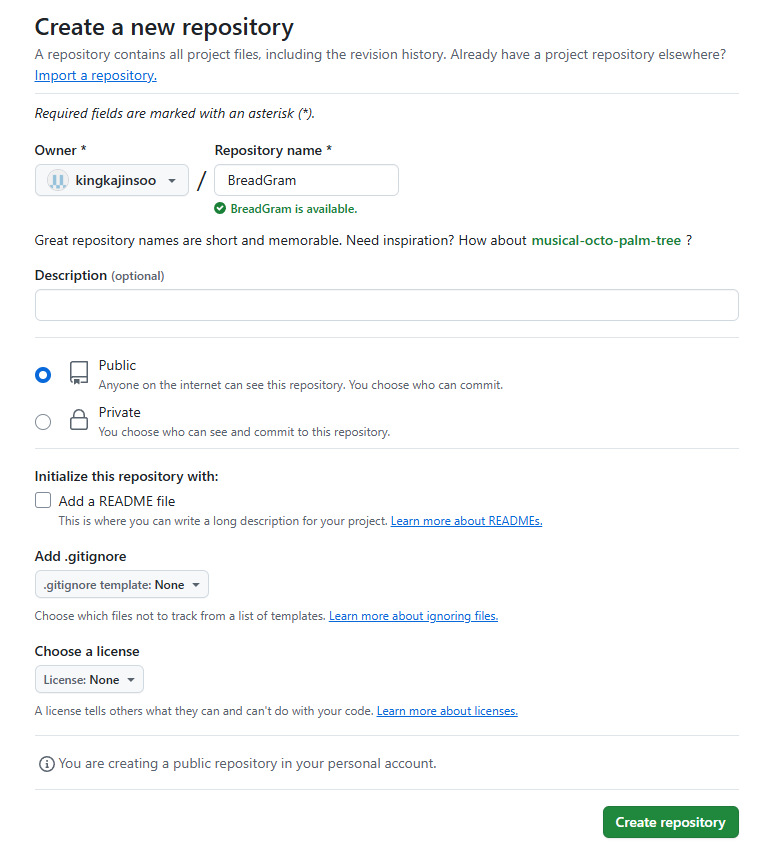 Create a new repository
A repository contains all project files, including the revision history. Already have a project repository elsewhere?
Import a repository.
Required fields are marked with an asterisk (*).
Owner * Repository name *
kingkajinsoo / BreadGram
BreadGram is available.
Great repository names are short and memorable. Need inspiration? How about musical-octo-palm-tree ?
Description (optional)
Public
Anyone on the internet can see this repository. You choose who can commit.
Private
You choose who can see and commit to this repository.
Initialize this repository with:
Add a README file
This is where you can write a long description for your project. Learn more about READMEs.
Add .gitignore
.gitignore template: None
Choose which files not to track from a list of templates. Learn more about ignoring files.
Choose a license
License: None
A license tells others what they can and can't do with your code. Learn more about licenses.
You are creating a public repository in your personal account.
Create repository